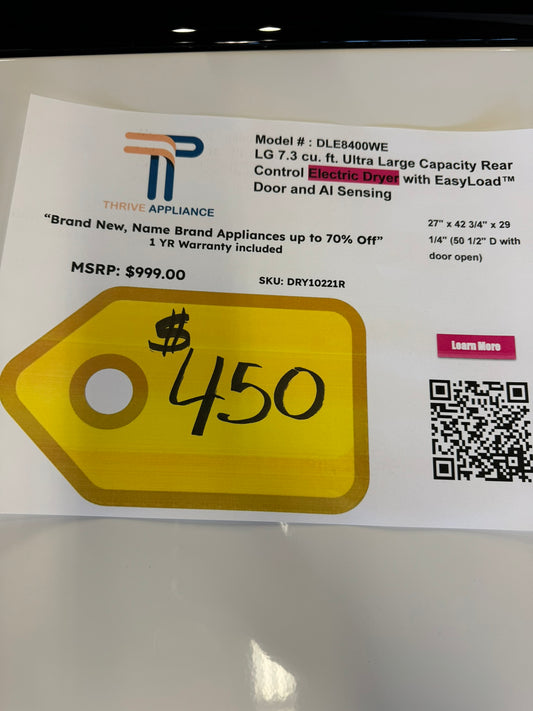 Model # : DLE8400WE
LG 7.3 cu. ft. Ultra Large Capacity Rear
Control Electric Dryer with EasyLoad™
Door and AI Sensing
THRIVE APPLIANCE
"Brand New, Name Brand Appliances up to 70% Off"
1 YR Warranty included
27" x 42 3/4" x 29
1/4" (50 1/2" D with
door open)
MSRP: $999.00
SKU: DRY10221R
Learn More
$450